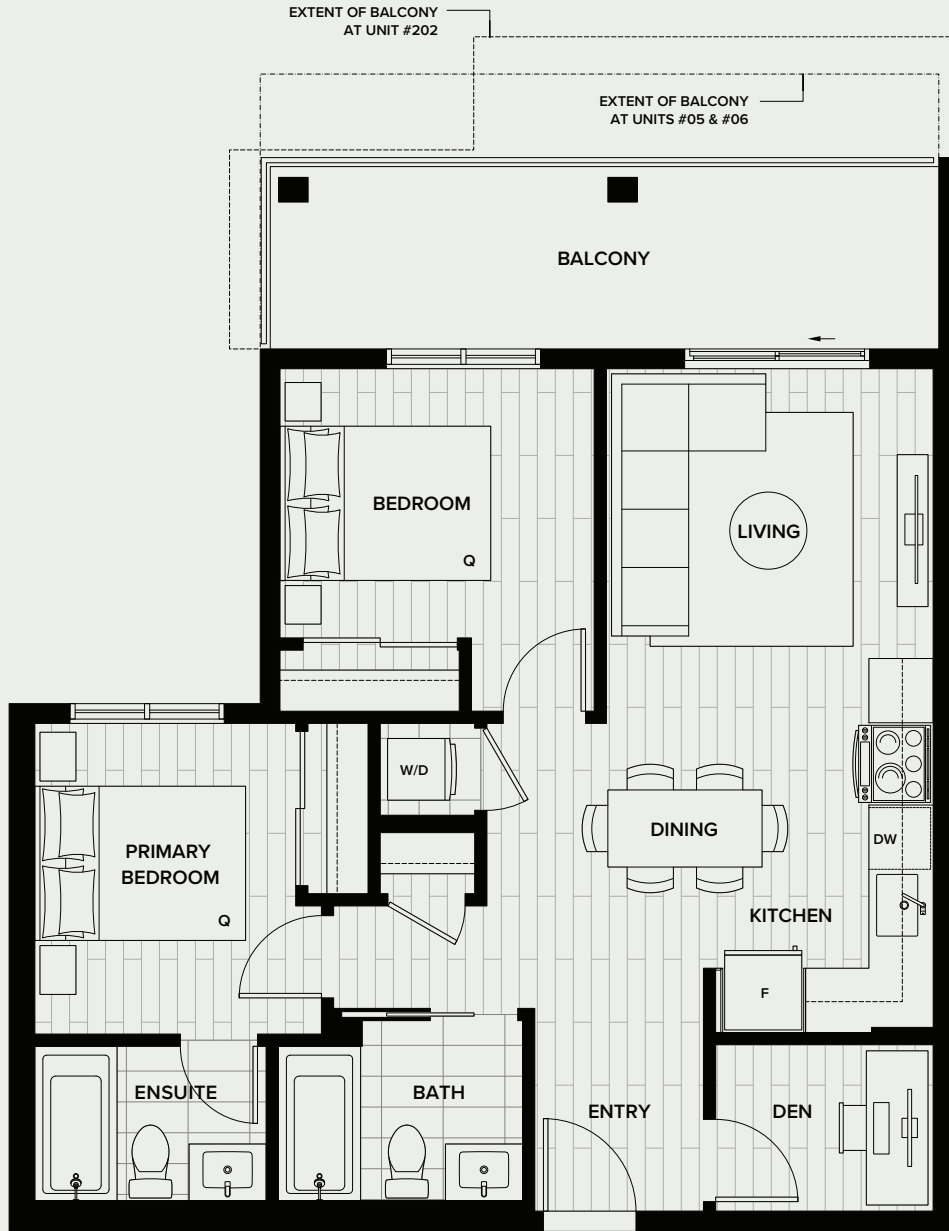 EXTENT OF BALCONY
AT UNIT #202
EXTENT OF BALCONY
AT UNITS #05 & #06
BALCONY
BEDROOM
Q
LIVING
W/D
DINING
DW
PRIMARY
BEDROOM
Q
KITCHEN
F
ENSUITE
BATH
ENTRY
DEN